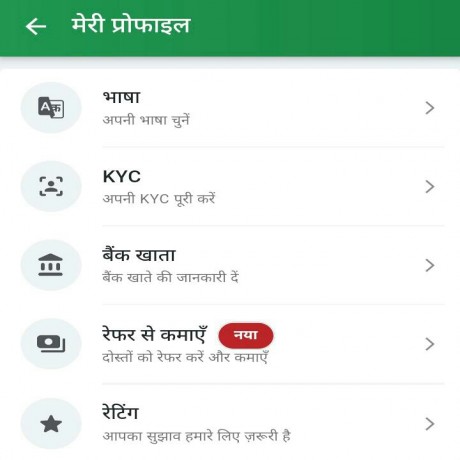 मेरी प्रोफाइल
भाषा
अपनी भाषा चुनें
KYC
अपनी KYC पूरी करें
बैंक खाता
बैंक खाते की जानकारी दें
रेफर से कमाएँ नया
दोस्तों को रेफर करें और कमाएँ
रेटिंग
आपका सुझाव हमारे लिए ज़रूरी है